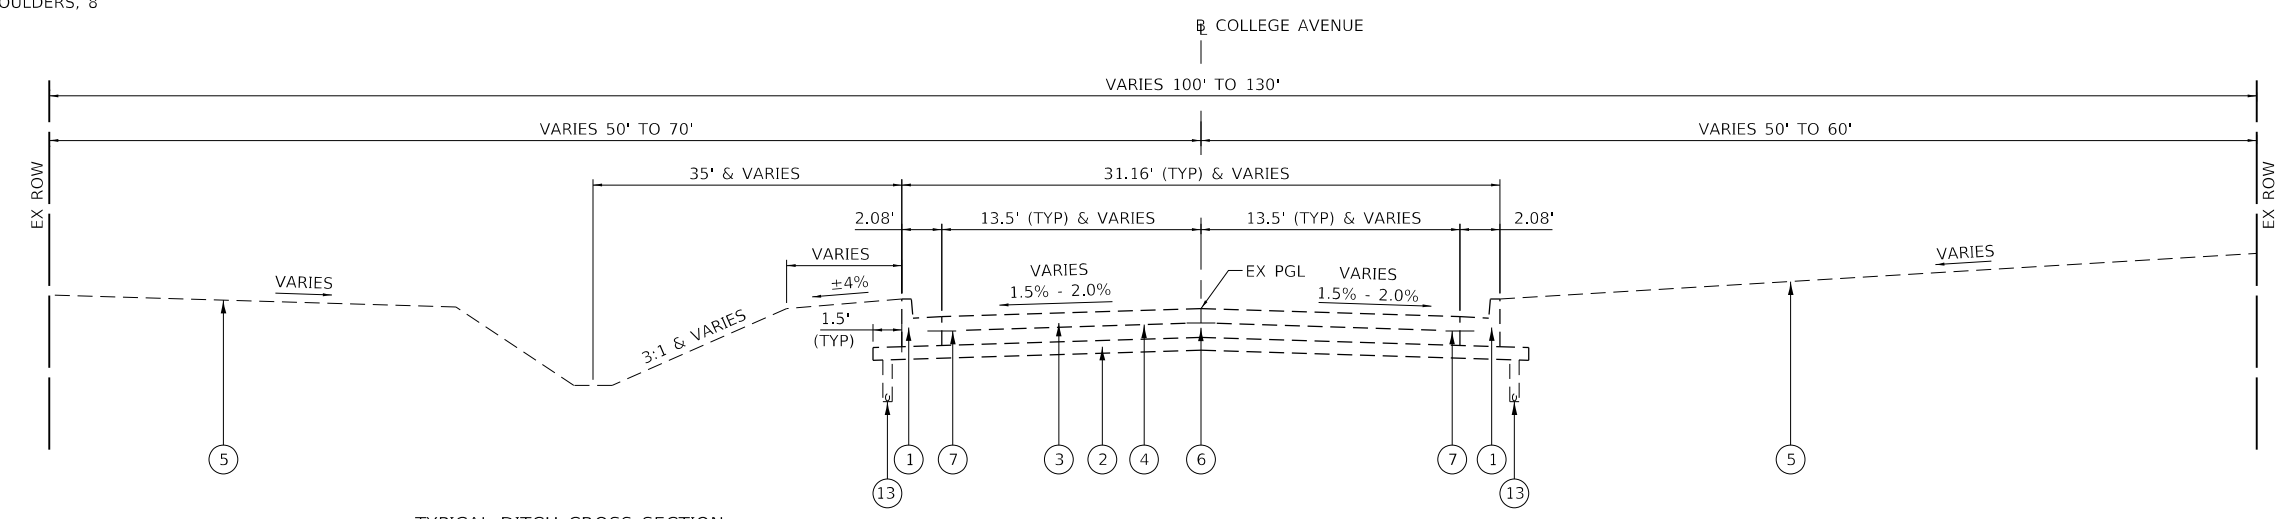 OULDERS, 8
COLLEGE AVENUE
VARIES 100' TO 130'
VARIES 50' TO 70'
VARIES 50' TO 60'
EX ROW
35' & VARIES
31.16' (TYP) & VARIES
EX ROW
2.08'
13.5' (TYP) & VARIES
13.5' (TYP) & VARIES
2.08'
VARIES
VARIES
VARIES
±4%
VARIES
1.5% - 2.0%
EX PGL
VARIES
1.5% - 2.0%
3:1 & VARIES
1.5'
(TYP)
5
1
7
3
2
4
6
7
1
5
13
13
TYPICAL DITCH CROSS SECTION